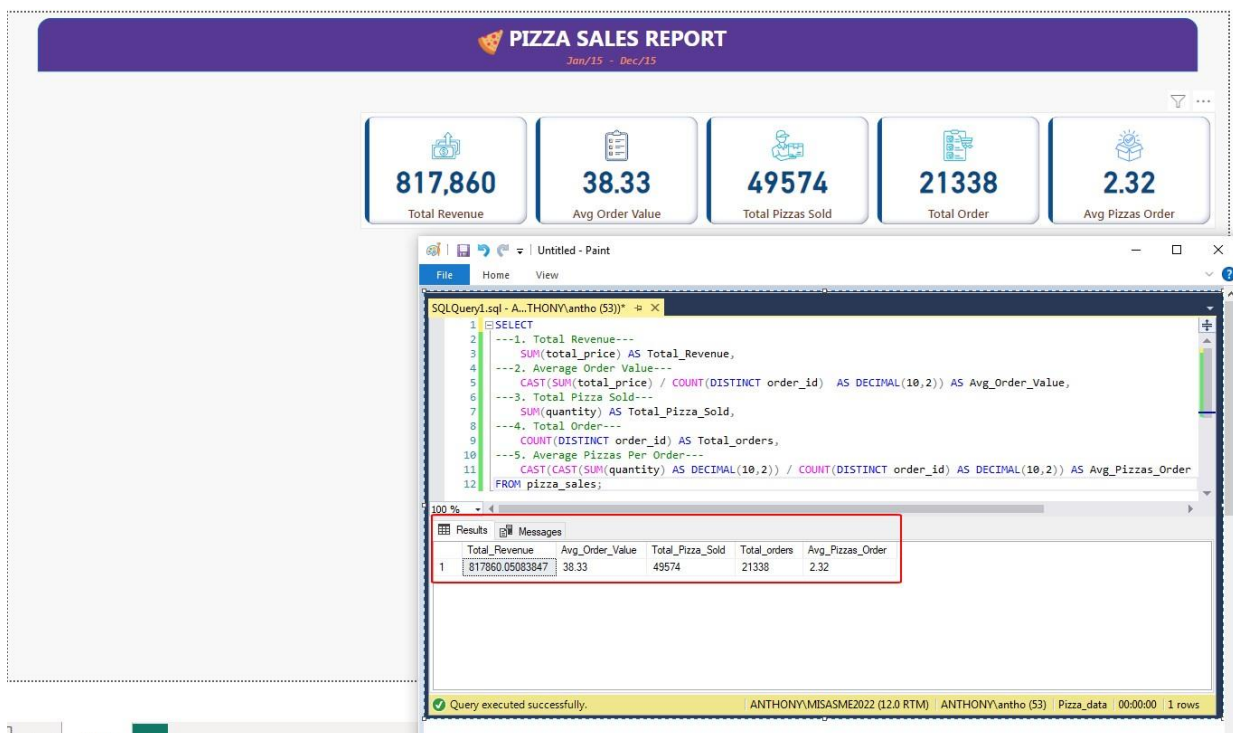 PIZZA SALES REPORT
Jan/15 - Dec/15
817,860 38.33 49574 21338 2.32
Total Revenue Avg Order Value Total Pizzas Sold Total Order Avg Pizzas Order
Untitled - Paint
File Home View
SQLQuery1.sql - A...THONY\antho (53))*
1 SELECT
2 ---1. Total Revenue---
3 SUM(total_price) AS Total_Revenue,
4 ---2. Average Order Value---
5 CAST(SUM(total_price) / COUNT(DISTINCT order_id) AS DECIMAL(10,2)) AS Avg_Order_Value,
6 ---3. Total Pizza Sold---
7 SUM(quantity) AS Total_Pizza_Sold,
8 ---4. Total Order---
9 COUNT(DISTINCT order_id) AS Total_orders,
10 ---5. Average Pizzas Per Order---
11 CAST(CAST(SUM(quantity) AS DECIMAL(10,2)) / COUNT(DISTINCT order_id) AS DECIMAL(10,2)) AS Avg_Pizzas_Order
12 FROM pizza_sales;
100 %
Results Messages
Total_Revenue Avg_Order_Value Total_Pizza_Sold Total_orders Avg_Pizzas_Order
1 817860.05083847 38.33 49574 21338 2.32
Query executed successfully. ANTHONY\MISASME2022 (12.0 RTM) ANTHONY\antho (53) Pizza_data 00:00:00 1 rows